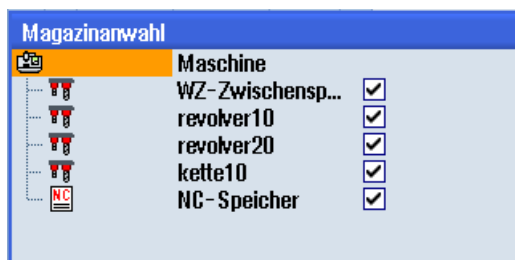 Magazinanwahl
Maschine
WZ-Zwischensp...
revolver10
revolver20
kette10
NC NC-Speicher